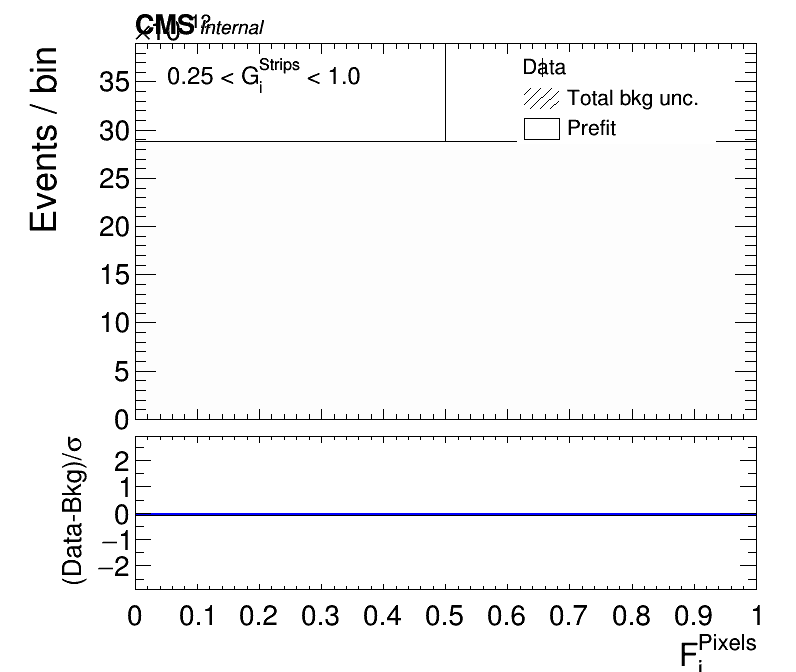 CMS Internal
Events / bin
0.25 < G_i^Strips < 1.0
Data
Total bkg unc.
Prefit
35
30
25
20
15
10
5
0
(Data-Bkg)/σ
2
1
0
−1
−2
0 0.1 0.2 0.3 0.4 0.5 0.6 0.7 0.8 0.9 1
F_i^Pixels